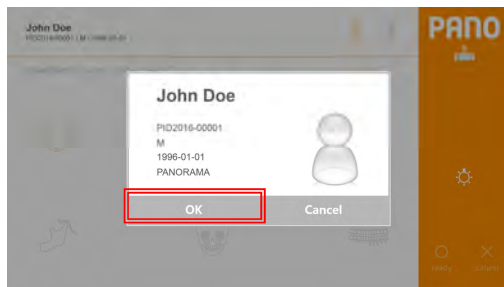 John Doe
PANO
John Doe
PID2016-00001
M
1996-01-01
PANORAMA
OK
Cancel